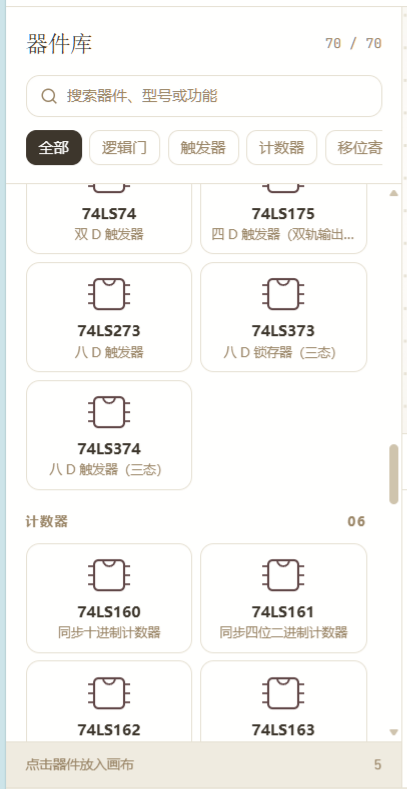 器件库
70 / 70
搜索器件、型号或功能
全部 逻辑门 触发器 计数器 移位寄
74LS74 74LS175
双 D 触发器 四 D 触发器（双轨输出...
74LS273 74LS373
八 D 触发器 八 D 锁存器（三态）
74LS374
八 D 触发器（三态）
计数器 06
74LS160 74LS161
同步十进制计数器 同步四位二进制计数器
74LS162 74LS163
点击器件放入画布 5